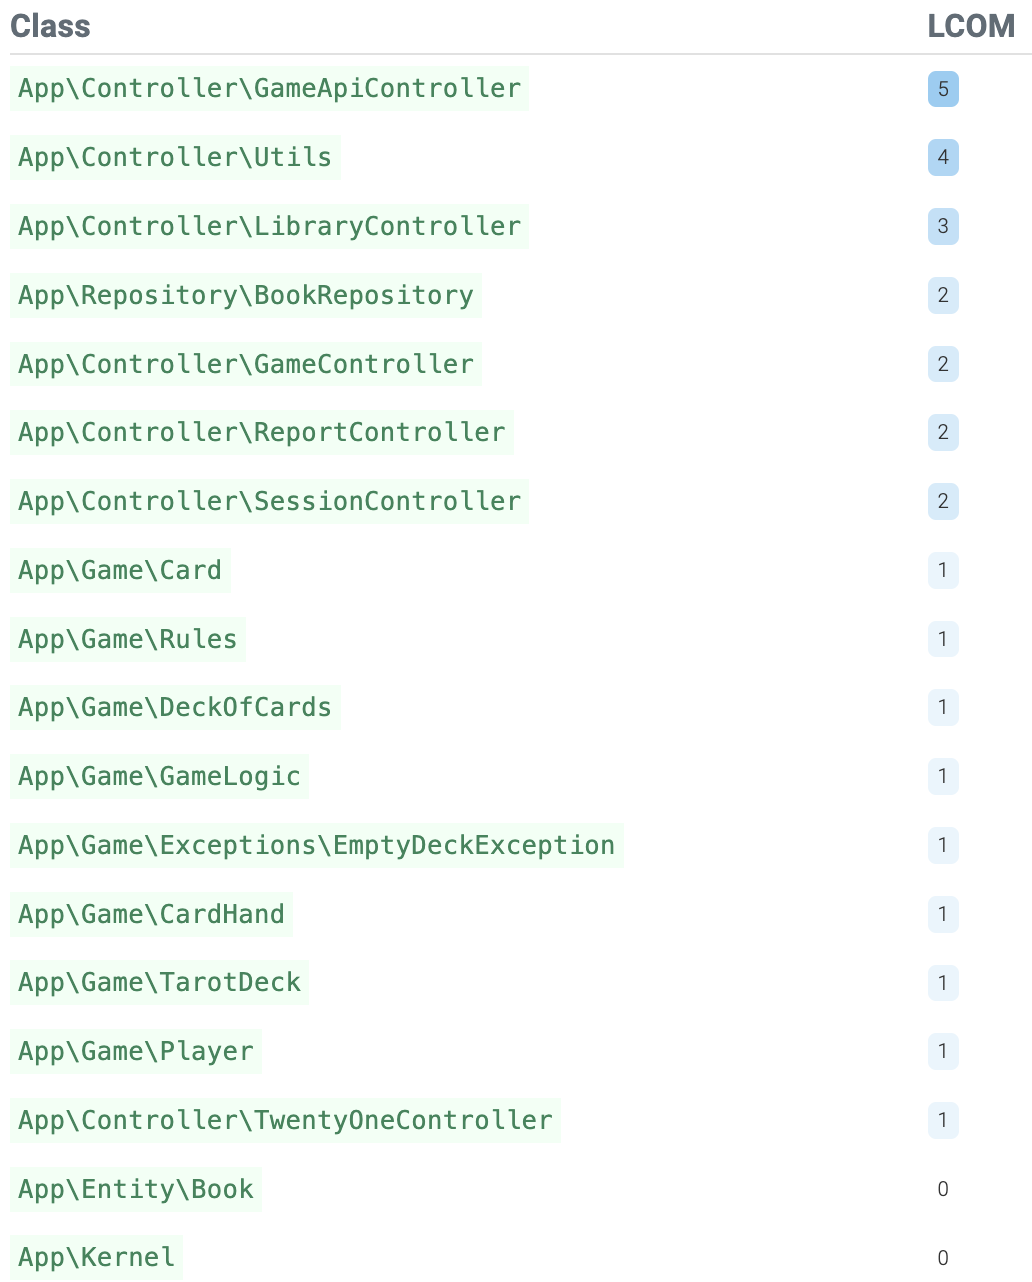 Class LCOM
App\Controller\GameApiController 5
App\Controller\Utils 4
App\Controller\LibraryController 3
App\Repository\BookRepository 2
App\Controller\GameController 2
App\Controller\ReportController 2
App\Controller\SessionController 2
App\Game\Card 1
App\Game\Rules 1
App\Game\DeckOfCards 1
App\Game\GameLogic 1
App\Game\Exceptions\EmptyDeckException 1
App\Game\CardHand 1
App\Game\TarotDeck 1
App\Game\Player 1
App\Controller\TwentyOneController 1
App\Entity\Book 0
App\Kernel 0